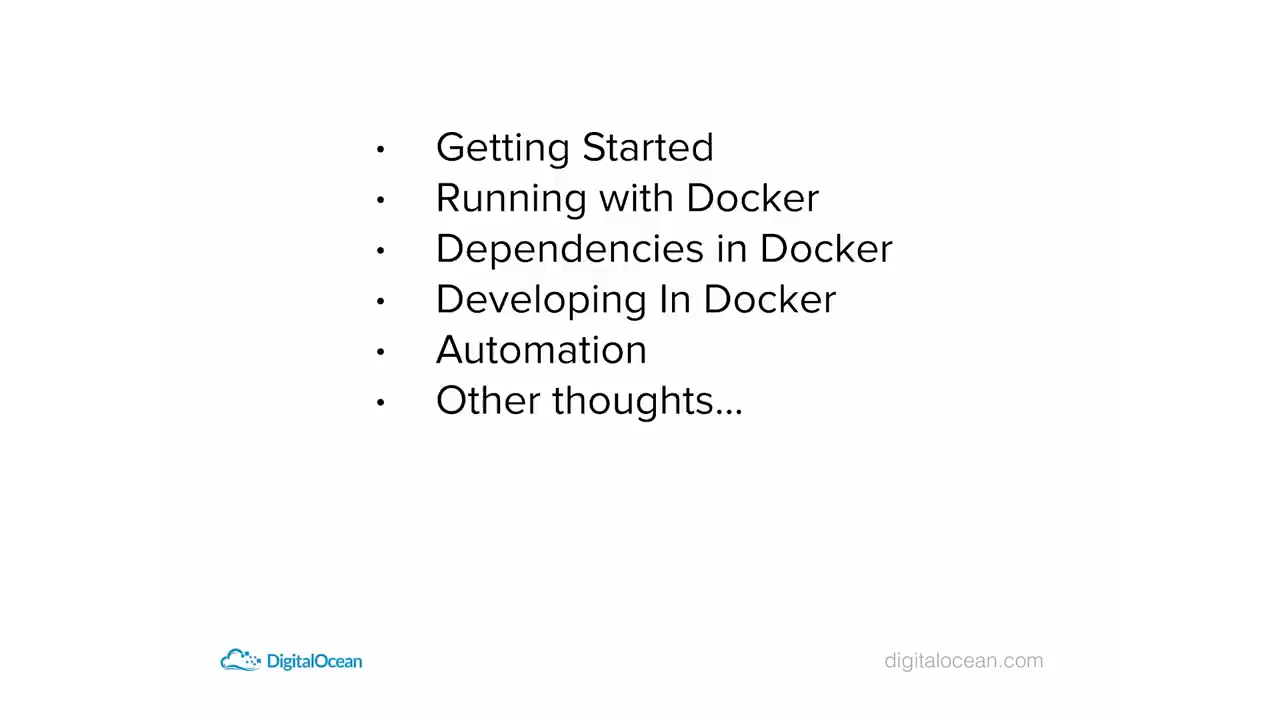 • Getting Started
• Running with Docker
• Dependencies in Docker
• Developing In Docker
• Automation
• Other thoughts...
DigitalOcean
digitalocean.com